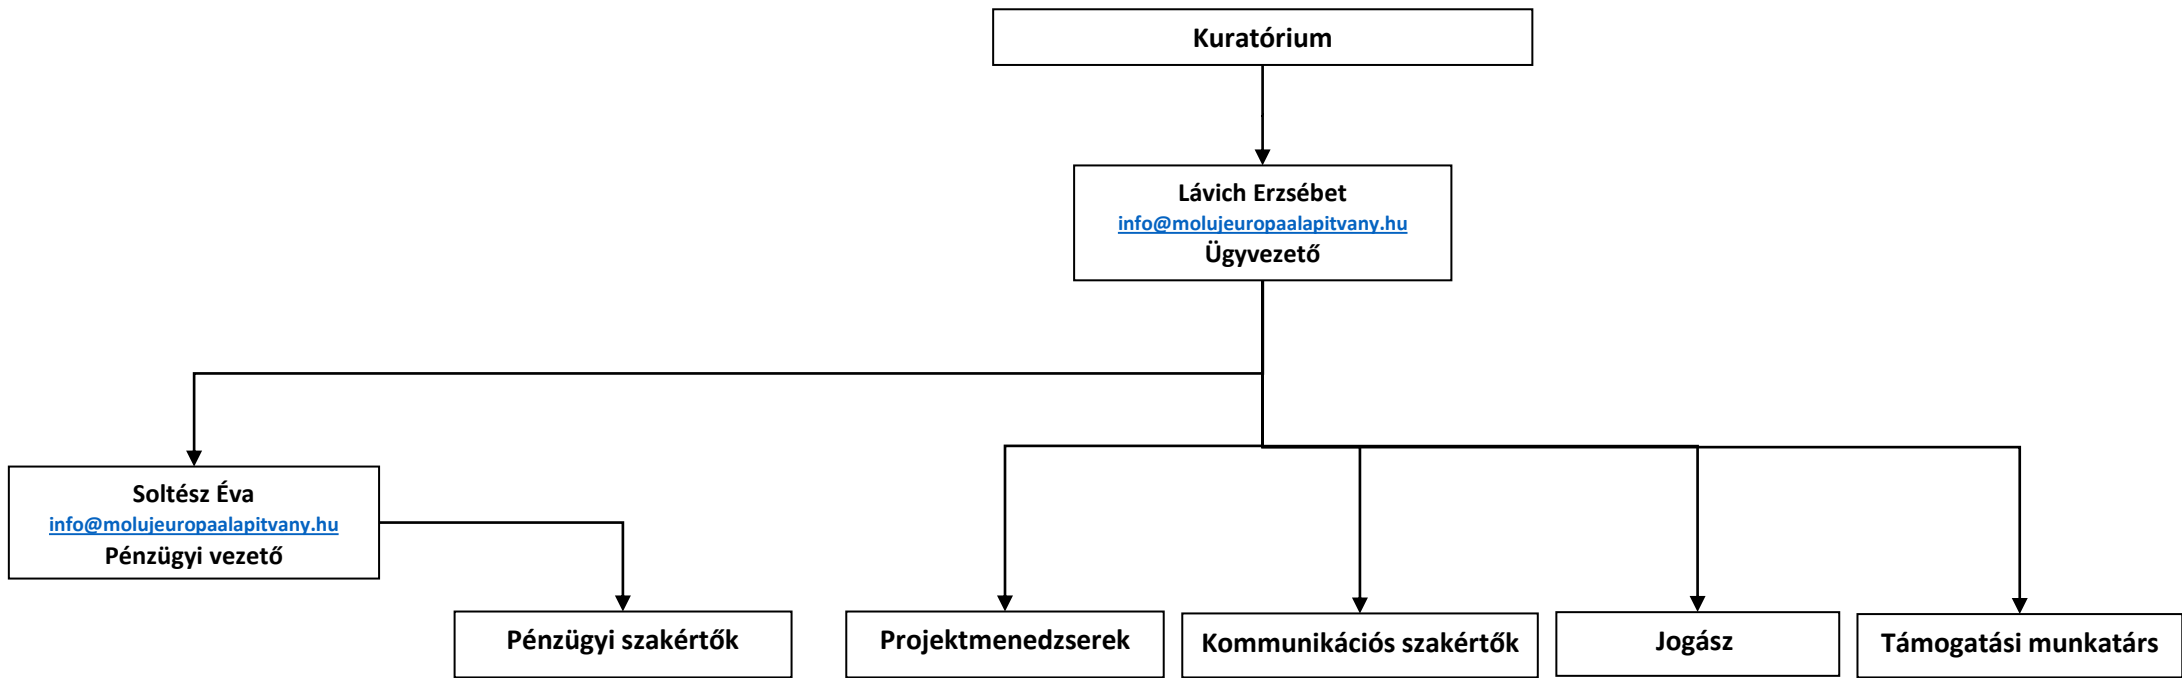 Kuratórium
Lávich Erzsébet
info@molujeuropaalapitvany.hu
Ügyvezető
Soltész Éva
info@molujeuropaalapitvany.hu
Pénzügyi vezető
Pénzügyi szakértők
Projektmenedzserek
Kommunikációs szakértők
Jogász
Támogatási munkatárs